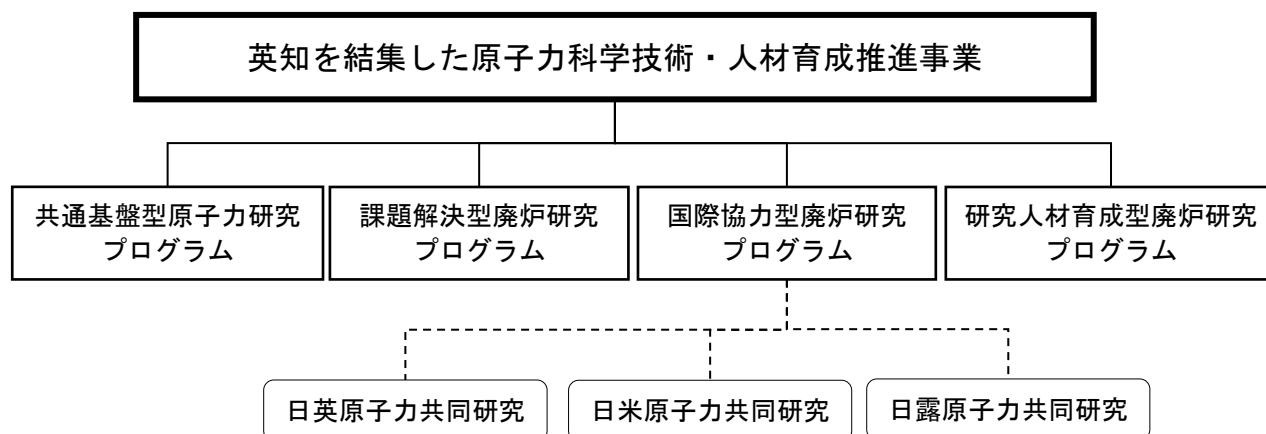 英知を結集した原子力科学技術・人材育成推進事業
共通基盤型原子力研究
プログラム
課題解決型廃炉研究
プログラム
国際協力型廃炉研究
プログラム
研究人材育成型廃炉研究
プログラム
日英原子力共同研究
日米原子力共同研究
日露原子力共同研究